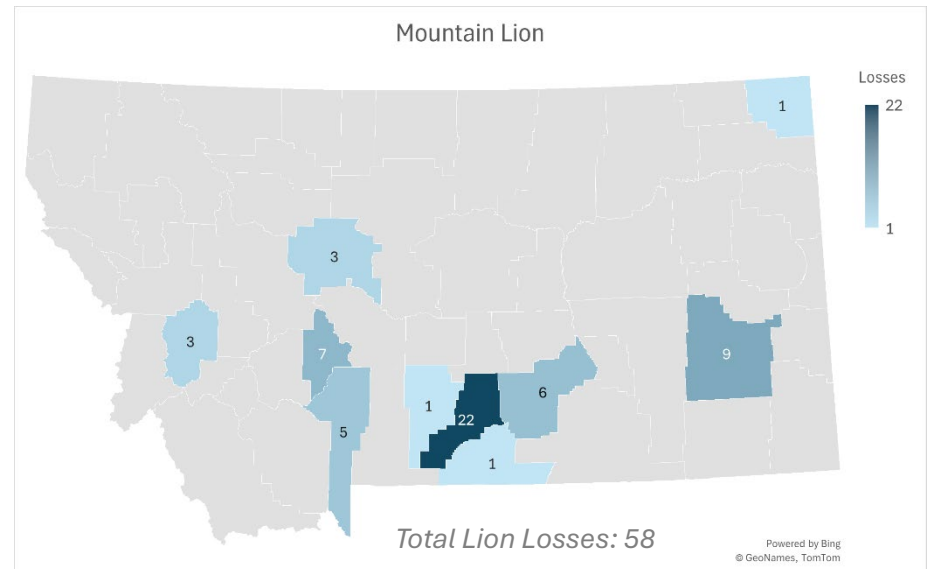 Mountain Lion
Losses
22
1
1
3
3
7
9
1
6
22
5
1
Total Lion Losses: 58
Powered by Bing
© GeoNames, TomTom